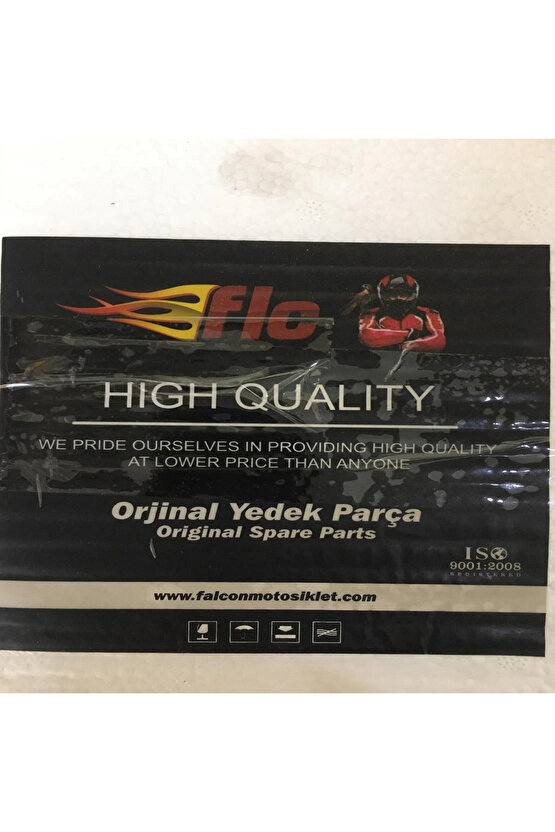 flc
HIGH QUALITY
WE PRIDE OURSELVES IN PROVIDING HIGH QUALITY
AT LOWER PRICE THAN ANYONE
Orjinal Yedek Parça
Original Spare Parts
ISO
9001:2008
REGISTERED
www.falconmotosiklet.com